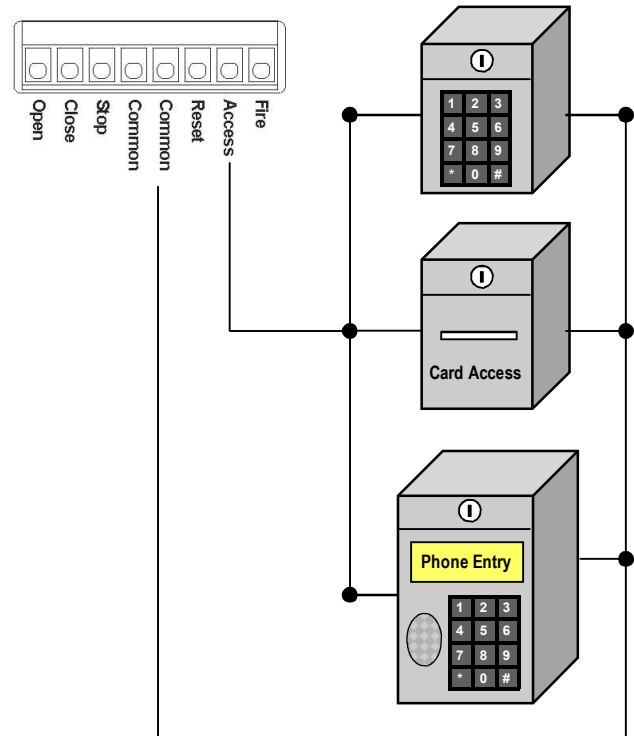 Open
Close
Stop
Common
Common
Reset
Access
Fire
1 2 3
4 5 6
7 8 9
* 0 #
Card Access
Phone Entry
1 2 3
4 5 6
7 8 9
* 0 #